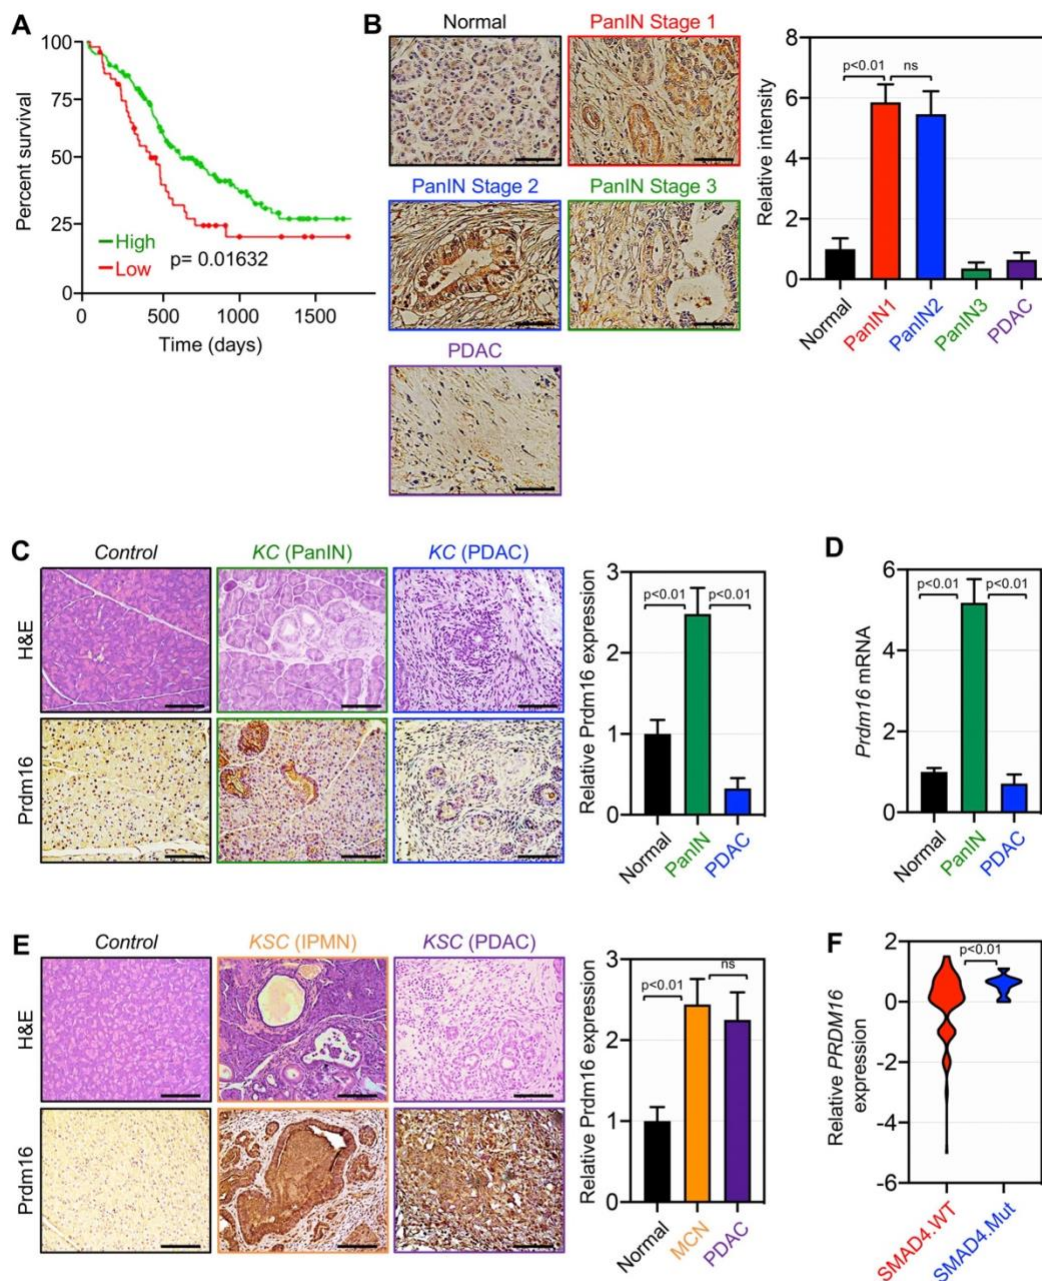 A
Percent survival
100
75
50
25
0
High
Low
p= 0.01632
0 500 1000 1500
Time (days)
B
Normal
PanIN Stage 1
PanIN Stage 2
PanIN Stage 3
PDAC
Relative intensity
8
6
4
2
0
p<0.01
ns
Normal
PanIN1
PanIN2
PanIN3
PDAC
C
Control
KC (PanIN)
KC (PDAC)
H&E
Prdm16
Relative Prdm16 expression
3
2
1
0
p<0.01
p<0.01
Normal
PanIN
PDAC
D
Prdm16 mRNA
6
4
2
0
p<0.01
p<0.01
Normal
PanIN
PDAC
E
Control
KSC (IPMN)
KSC (PDAC)
H&E
Prdm16
Relative Prdm16 expression
3
2
1
0
p<0.01
ns
Normal
MCN
PDAC
F
Relative PRDM16
expression
2
0
-2
-4
-6
p<0.01
SMAD4.WT
SMAD4.Mut